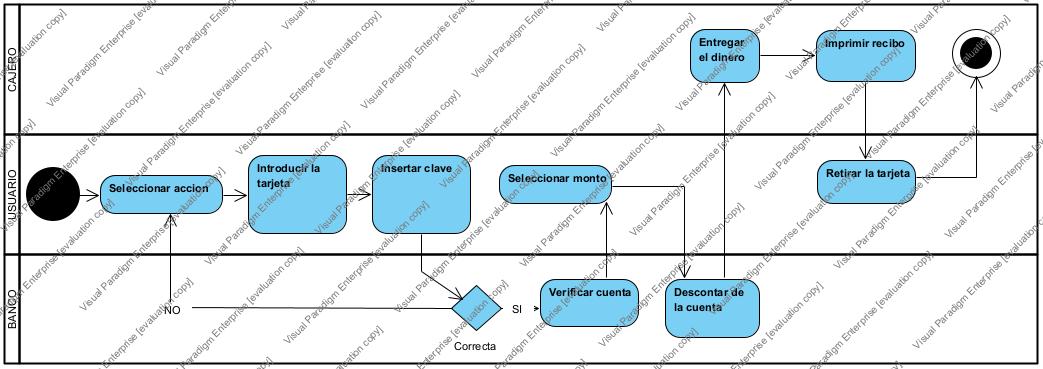 CAJERO
Entregar
el dinero
Imprimir recibo
USUARIO
Seleccionar accion
Introducir la
tarjeta
Insertar clave
Seleccionar monto
Retirar la tarjeta
BANCO
NO
Correcta
SI
Verificar cuenta
Descontar de
la cuenta
Visual Paradigm Enterprise [evaluation copy]